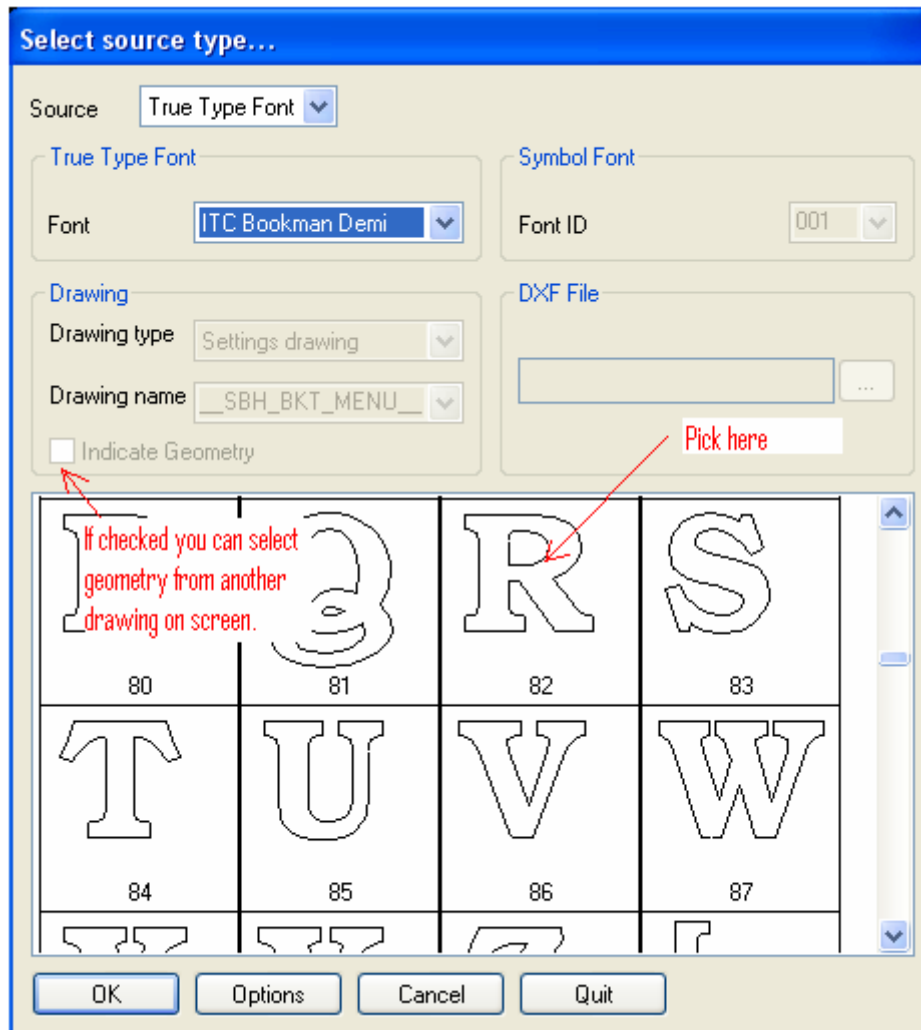 Select source type...
Source True Type Font
True Type Font
Font ITC Bookman Demi
Symbol Font
Font ID 001
Drawing
Drawing type Settings drawing
Drawing name __SBH_BKT_MENU__
Indicate Geometry
DXF File
...
Pick here
If checked you can select
geometry from another
drawing on screen.
R S
80 81 82 83
T U V W
84 85 86 87
OK Options Cancel Quit